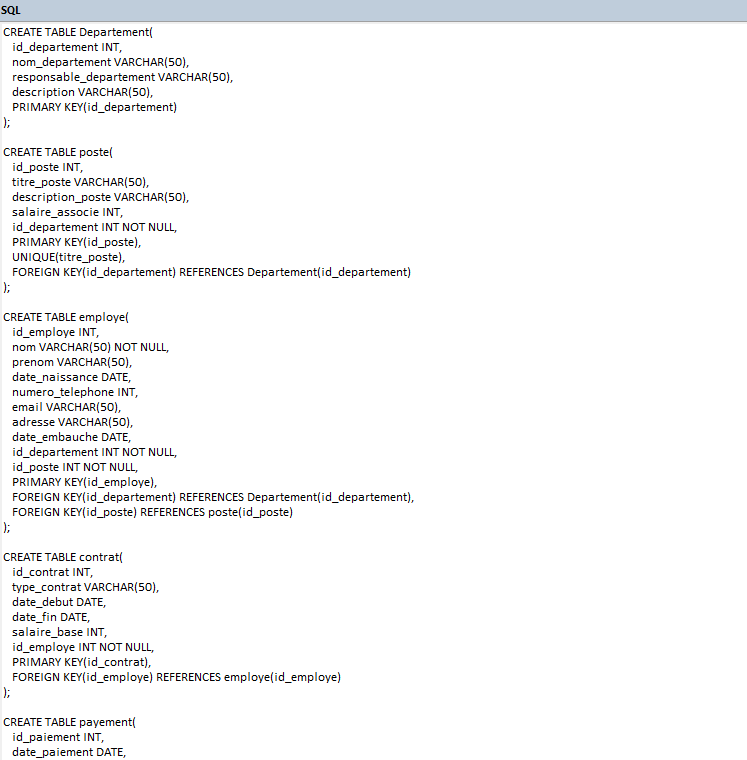 SQL
CREATE TABLE Departement(
id_departement INT,
nom_departement VARCHAR(50),
responsable_departement VARCHAR(50),
description VARCHAR(50),
PRIMARY KEY(id_departement)
);
CREATE TABLE poste(
id_poste INT,
titre_poste VARCHAR(50),
description_poste VARCHAR(50),
salaire_associe INT,
id_departement INT NOT NULL,
PRIMARY KEY(id_poste),
UNIQUE(titre_poste),
FOREIGN KEY(id_departement) REFERENCES Departement(id_departement)
);
CREATE TABLE employe(
id_employe INT,
nom VARCHAR(50) NOT NULL,
prenom VARCHAR(50),
date_naissance DATE,
numero_telephone INT,
email VARCHAR(50),
adresse VARCHAR(50),
date_embauche DATE,
id_departement INT NOT NULL,
id_poste INT NOT NULL,
PRIMARY KEY(id_employe),
FOREIGN KEY(id_departement) REFERENCES Departement(id_departement),
FOREIGN KEY(id_poste) REFERENCES poste(id_poste)
);
CREATE TABLE contrat(
id_contrat INT,
type_contrat VARCHAR(50),
date_debut DATE,
date_fin DATE,
salaire_base INT,
id_employe INT NOT NULL,
PRIMARY KEY(id_contrat),
FOREIGN KEY(id_employe) REFERENCES employe(id_employe)
);
CREATE TABLE payement(
id_paiement INT,
date_paiement DATE,